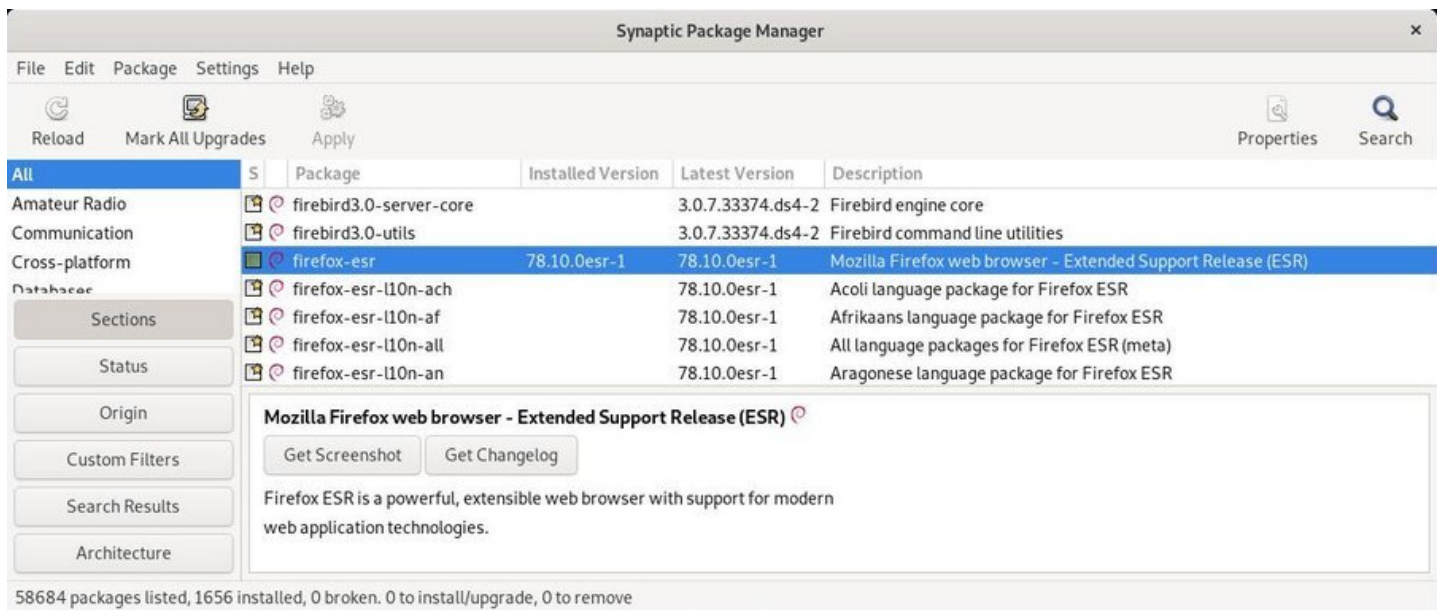 Synaptic Package Manager ×
File Edit Package Settings Help
Reload Mark All Upgrades Apply Properties Search
All
Amateur Radio
Communication
Cross-platform
Databases
Sections
Status
Origin
Custom Filters
Search Results
Architecture
S Package Installed Version Latest Version Description
firebird3.0-server-core 3.0.7.33374.ds4-2 Firebird engine core
firebird3.0-utils 3.0.7.33374.ds4-2 Firebird command line utilities
firefox-esr 78.10.0esr-1 78.10.0esr-1 Mozilla Firefox web browser - Extended Support Release (ESR)
firefox-esr-l10n-ach 78.10.0esr-1 Acoli language package for Firefox ESR
firefox-esr-l10n-af 78.10.0esr-1 Afrikaans language package for Firefox ESR
firefox-esr-l10n-all 78.10.0esr-1 All language packages for Firefox ESR (meta)
firefox-esr-l10n-an 78.10.0esr-1 Aragonese language package for Firefox ESR
Mozilla Firefox web browser - Extended Support Release (ESR)
Get Screenshot Get Changelog
Firefox ESR is a powerful, extensible web browser with support for modern
web application technologies.
58684 packages listed, 1656 installed, 0 broken. 0 to install/upgrade, 0 to remove